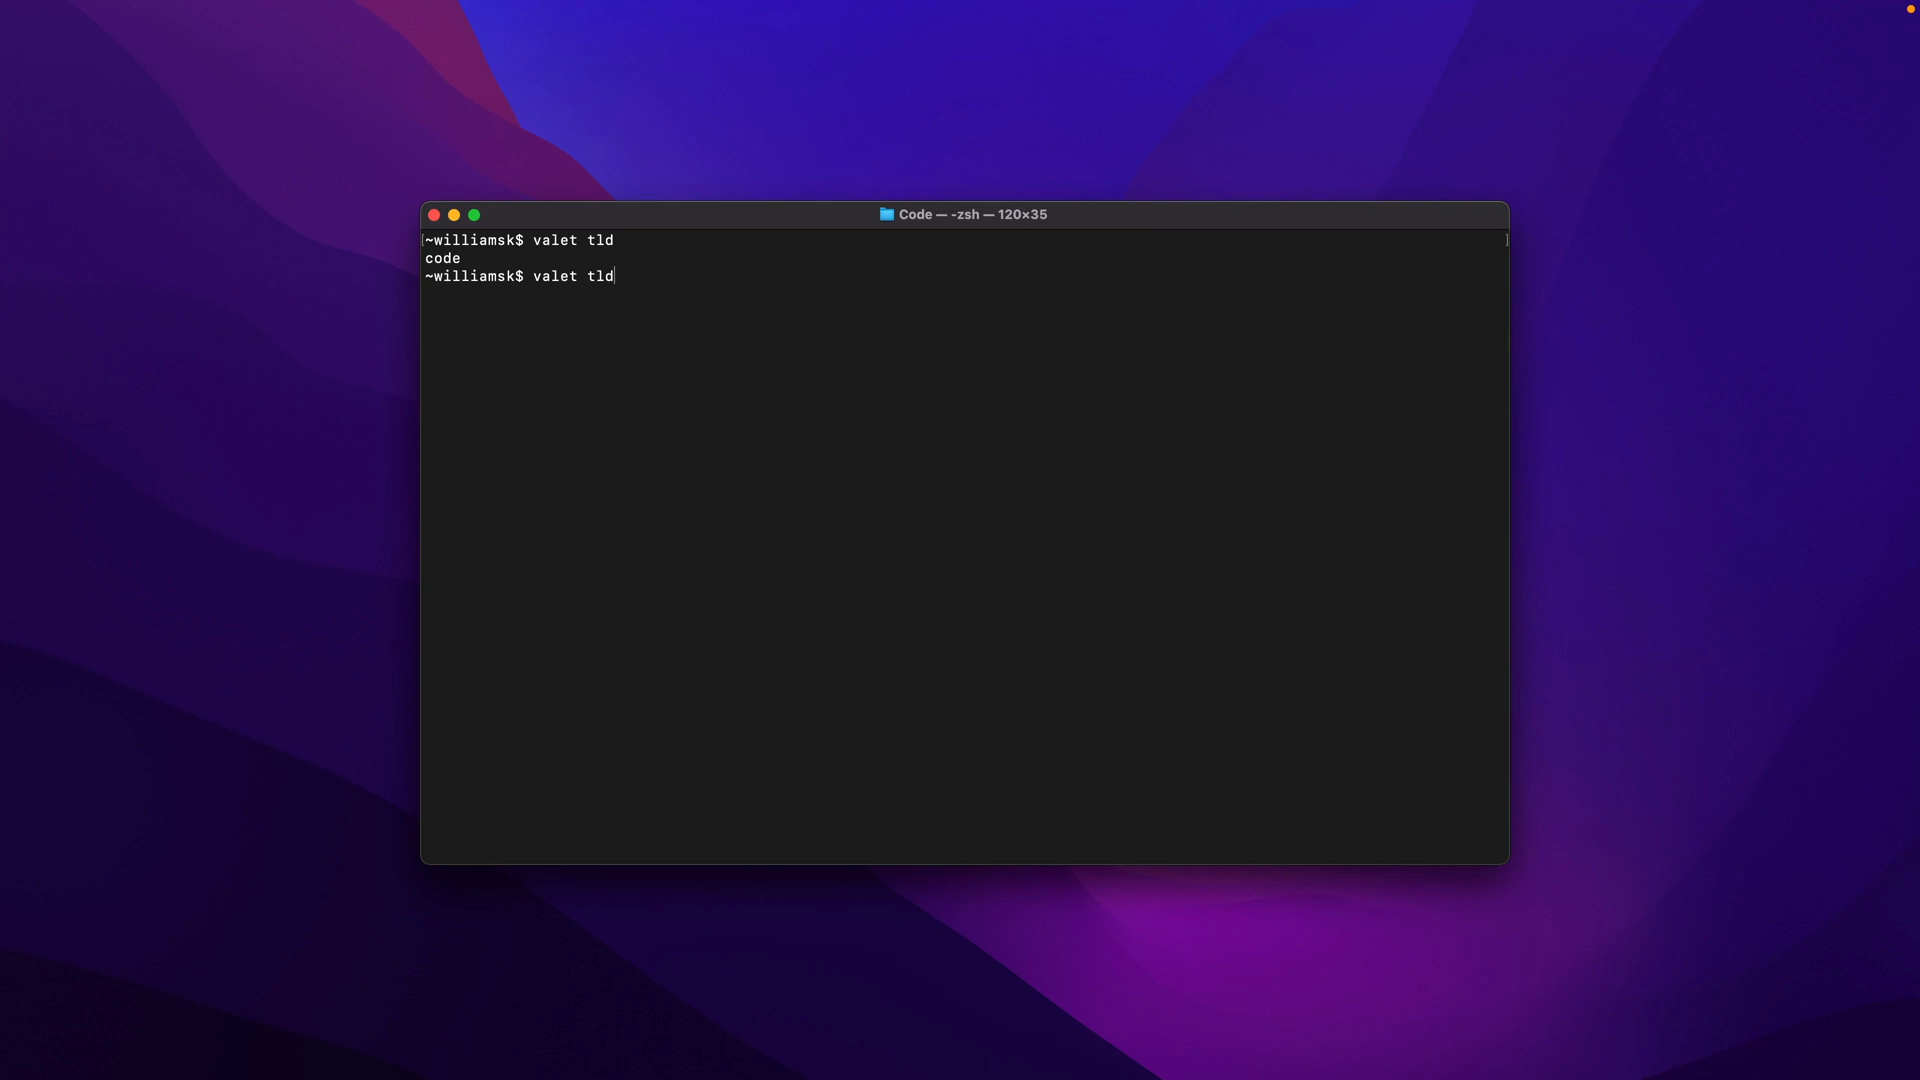 Code — -zsh — 120×35
[~williamsk$ valet tld ]
code
~williamsk$ valet tld